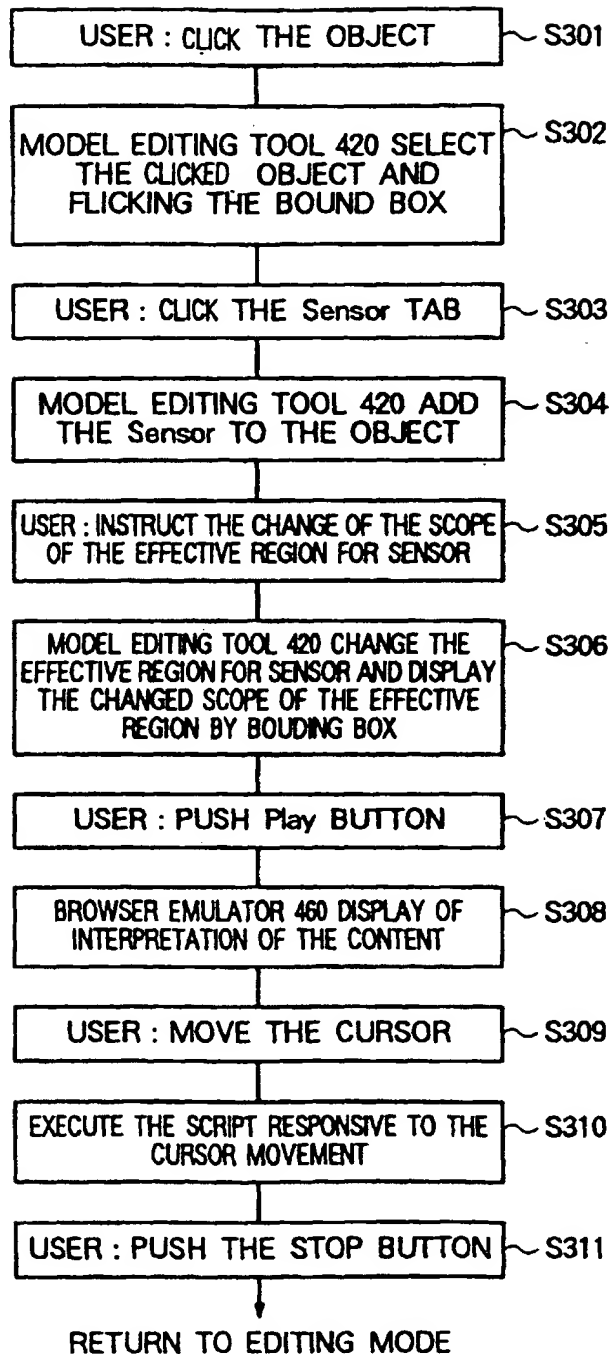 USER : CLICK THE OBJECT
S301
MODEL EDITING TOOL 420 SELECT
THE CLICKED OBJECT AND
FLICKING THE BOUND BOX
S302
USER : CLICK THE Sensor TAB
S303
MODEL EDITING TOOL 420 ADD
THE Sensor TO THE OBJECT
S304
USER : INSTRUCT THE CHANGE OF THE SCOPE
OF THE EFFECTIVE REGION FOR SENSOR
S305
MODEL EDITING TOOL 420 CHANGE THE
EFFECTIVE REGION FOR SENSOR AND DISPLAY
THE CHANGED SCOPE OF THE EFFECTIVE
REGION BY BOUDING BOX
S306
USER : PUSH Play BUTTON
S307
BROWSER EMULATOR 460 DISPLAY OF
INTERPRETATION OF THE CONTENT
S308
USER : MOVE THE CURSOR
S309
EXECUTE THE SCRIPT RESPONSIVE TO THE
CURSOR MOVEMENT
S310
USER : PUSH THE STOP BUTTON
S311
RETURN TO EDITING MODE